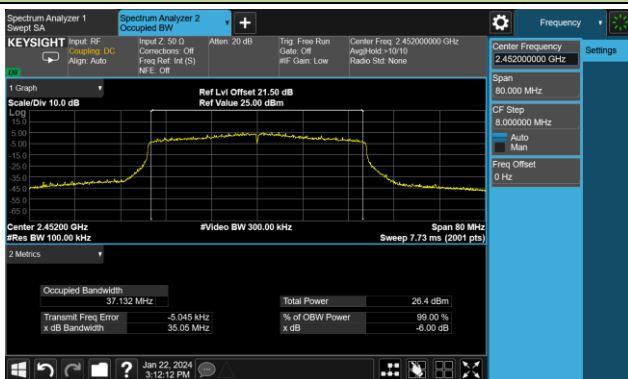 Spectrum Analyzer 1
Swept SA
Spectrum Analyzer 2
Occupied BW
Frequency
KEYSIGHT
Input: RF
Coupling: DC
Align: Auto
Input Z: 50 Ω
Corrections: Off
Freq Ref: Int (S)
NFE: Off
Atten: 20 dB
Trig: Free Run
Gate: Off
#IF Gain: Low
Center Freq: 2.452000000 GHz
Avg|Hold:>10/10
Radio Std: None
Center Frequency
2.452000000 GHz
Settings
Span
80.000 MHz
CF Step
8.000000 MHz
Auto
Man
Freq Offset
0 Hz
1 Graph
Scale/Div 10.0 dB
Ref Lvl Offset 21.50 dB
Ref Value 25.00 dBm
Log
15.0
5.00
-5.00
-15.0
-25.0
-35.0
-45.0
-55.0
-65.0
Center 2.45200 GHz
#Res BW 100.00 kHz
#Video BW 300.00 kHz
Span 80 MHz
Sweep 7.73 ms (2001 pts)
2 Metrics
Occupied Bandwidth
37.132 MHz
Total Power 26.4 dBm
Transmit Freq Error -5.045 kHz
% of OBW Power 99.00 %
x dB Bandwidth 35.05 MHz
x dB -6.00 dB
Jan 22, 2024
3:12:12 PM